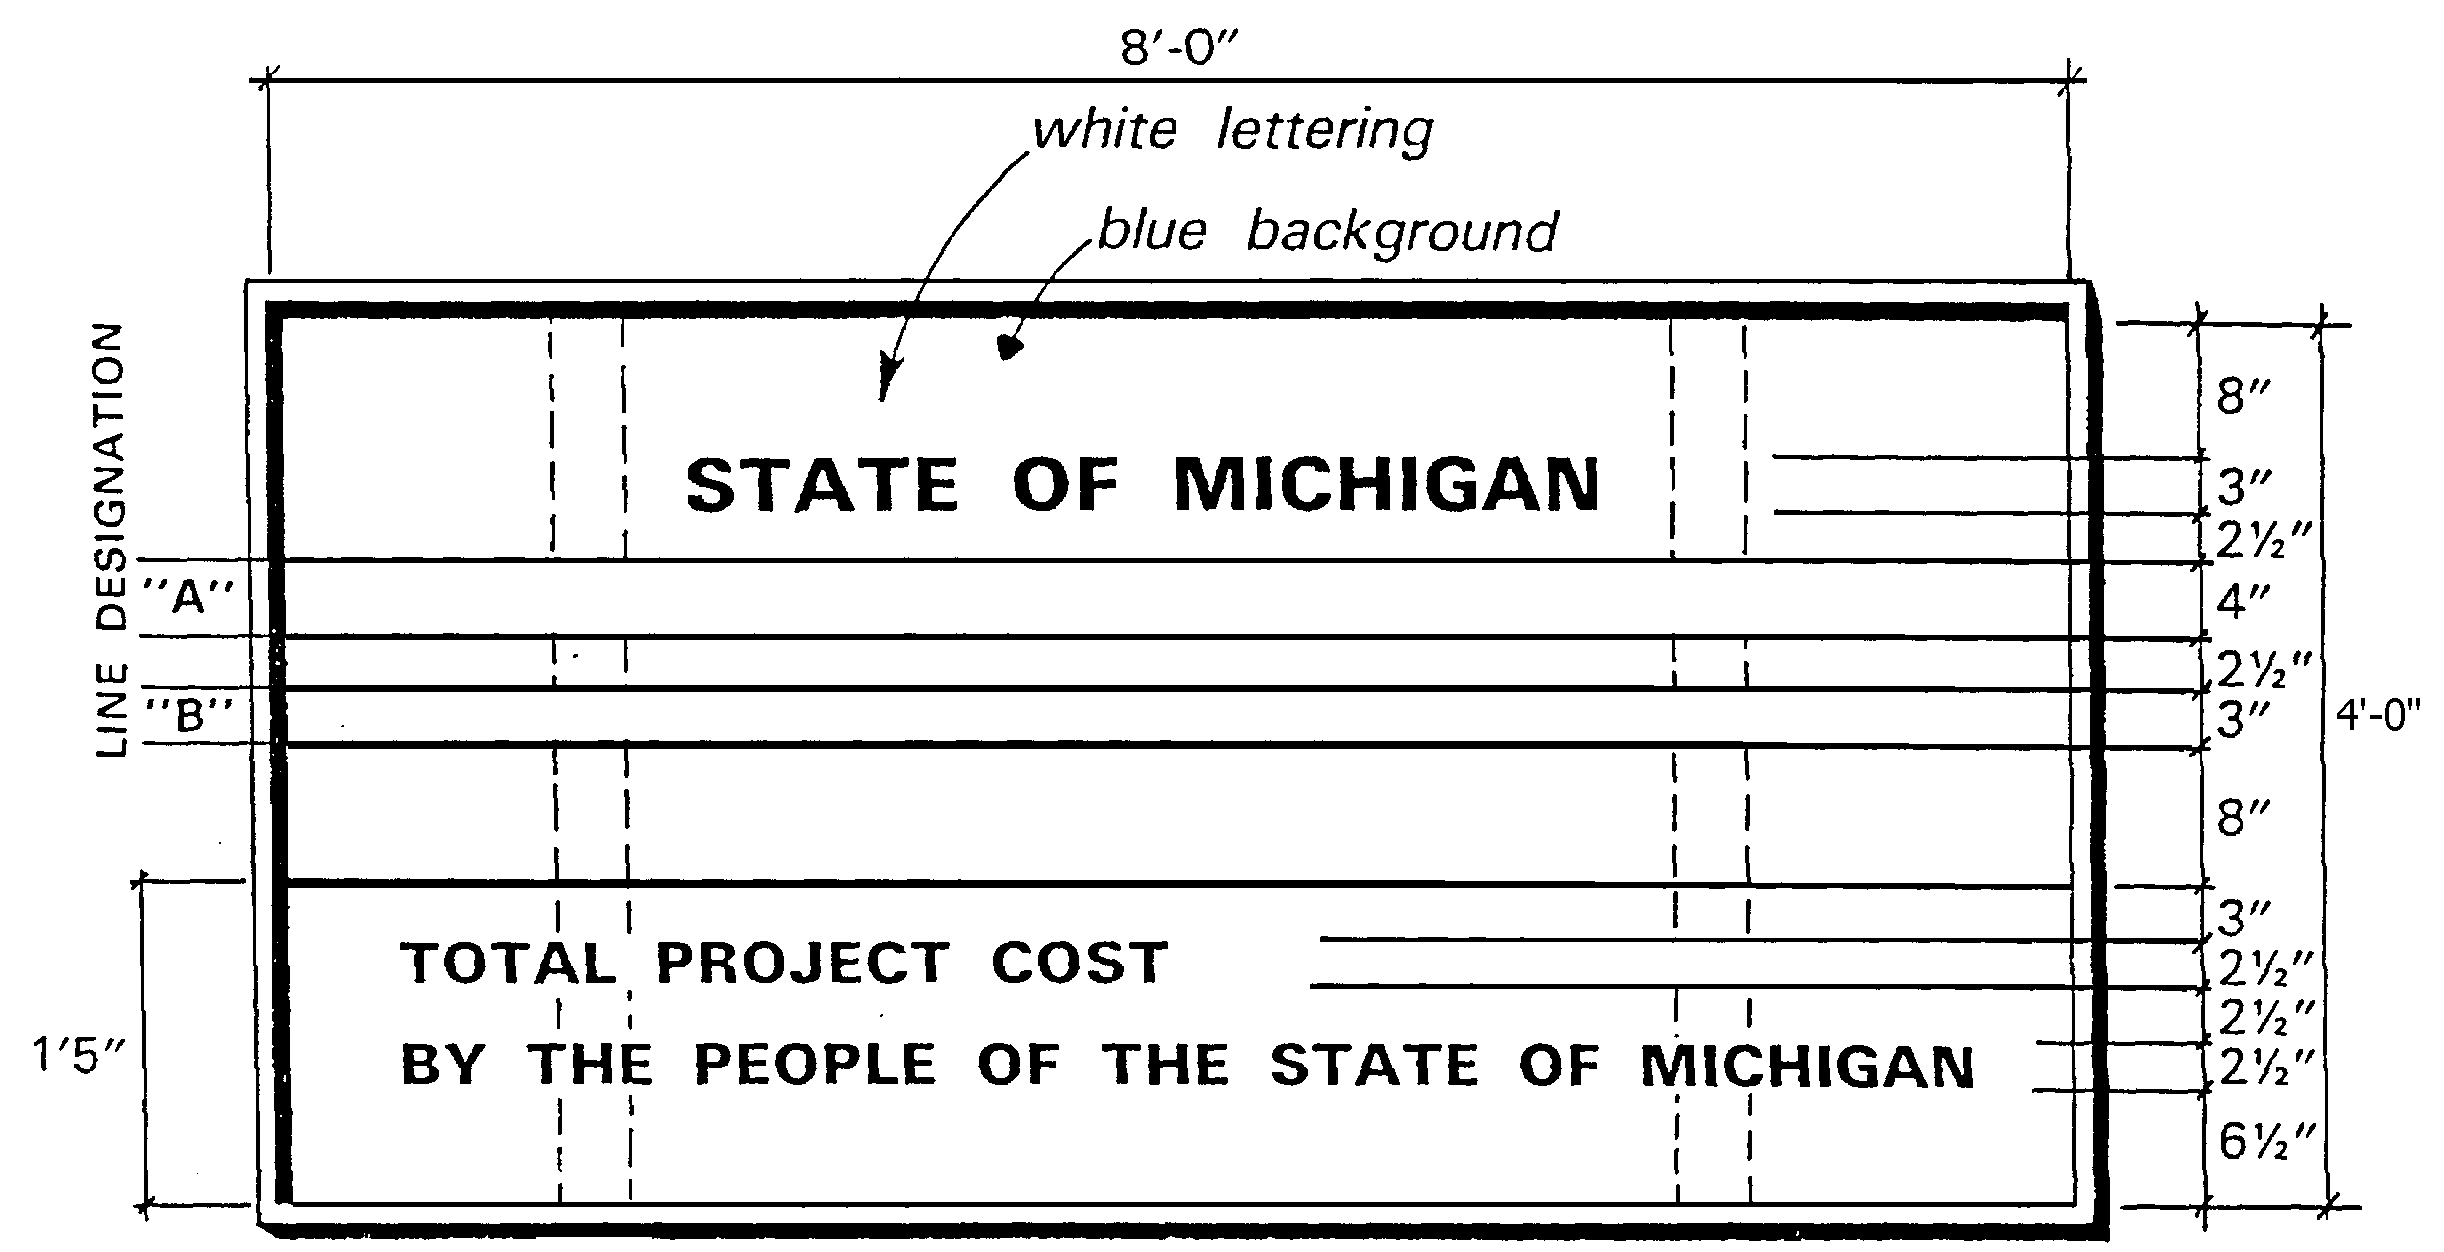 8'-0"
white lettering
blue background
LINE DESIGNATION
8"
STATE OF MICHIGAN
3"
2½"
"A"
4"
2½"
"B"
3"
4'-0"
8"
3"
TOTAL PROJECT COST
2½"
2½"
1'5"
BY THE PEOPLE OF THE STATE OF MICHIGAN
2½"
6½"